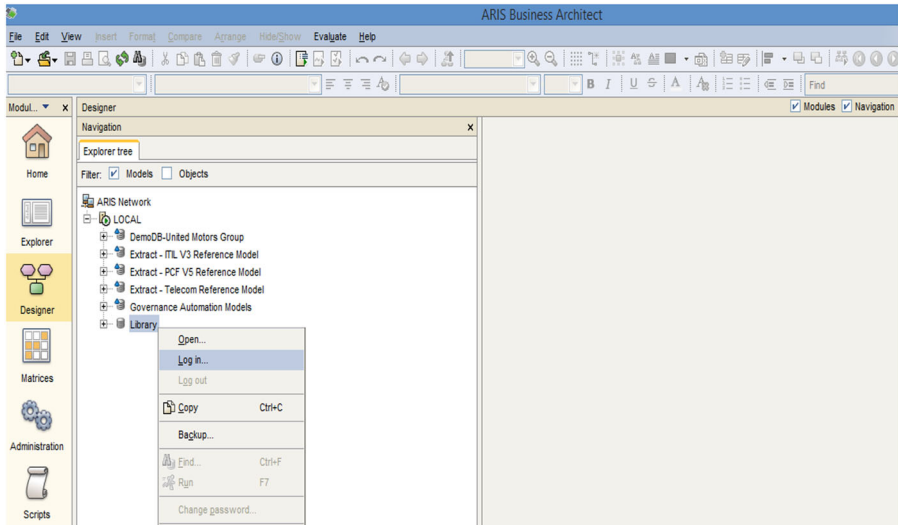 ARIS Business Architect
File Edit View Insert Format Compare Arrange Hide/Show Evaluate Help
B I U S A Find
Modul... x Designer Modules Navigation
Navigation x
Explorer tree
Filter: Models Objects
Home
ARIS Network
LOCAL
Explorer
DemoDB-United Motors Group
Extract - ITIL V3 Reference Model
Extract - PCF V5 Reference Model
Extract - Telecom Reference Model
Governance Automation Models
Designer
Library
Open...
Log in...
Matrices
Log out
Copy Ctrl+C
Backup...
Administration
Find... Ctrl+F
Run F7
Change password...
Scripts